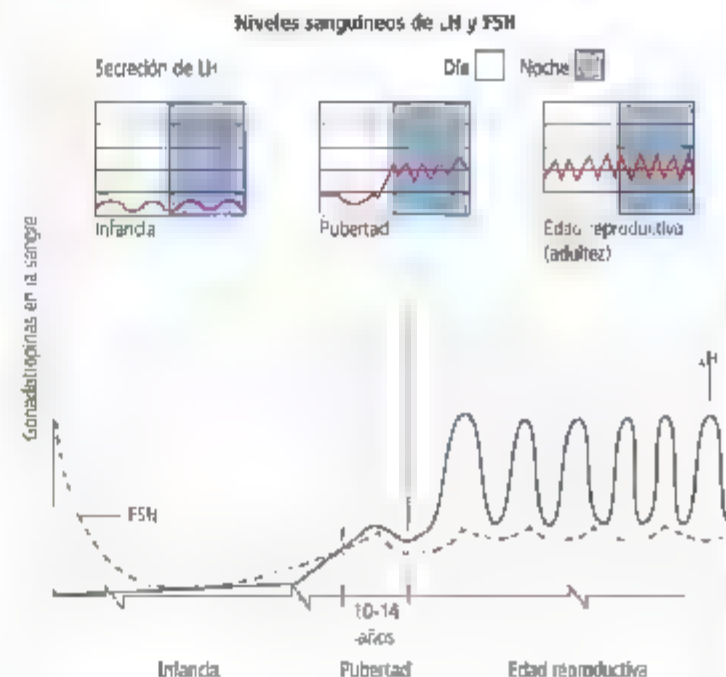 Niveles sanguíneos de LH y FSH
Secreción de LH
Día
Noche
Infancia
Pubertad
Edad reproductiva
(adultez)
Gonadotropinas en la sangre
LH
FSH
10-14
años
Infancia
Pubertad
Edad reproductiva